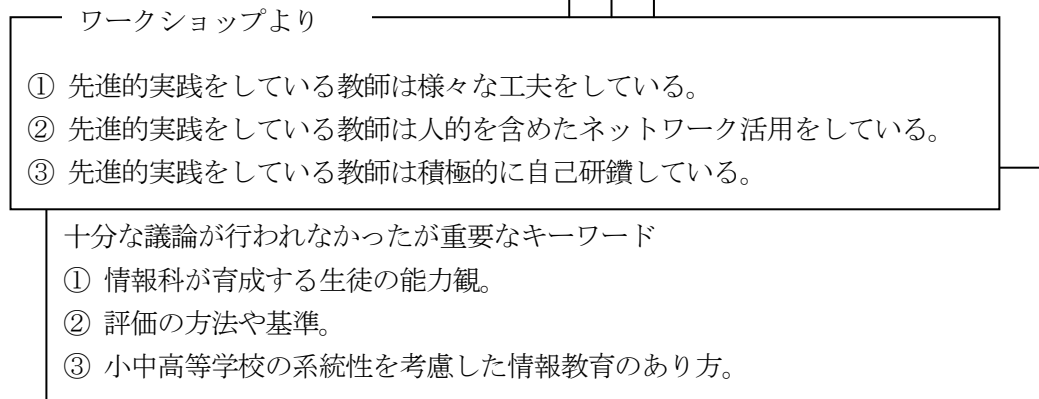 ワークショップより
① 先進的実践をしている教師は様々な工夫をしている。
② 先進的実践をしている教師は人的を含めたネットワーク活用をしている。
③ 先進的実践をしている教師は積極的に自己研鑽している。
十分な議論が行われなかったが重要なキーワード
① 情報科が育成する生徒の能力観。
② 評価の方法や基準。
③ 小中高等学校の系統性を考慮した情報教育のあり方。